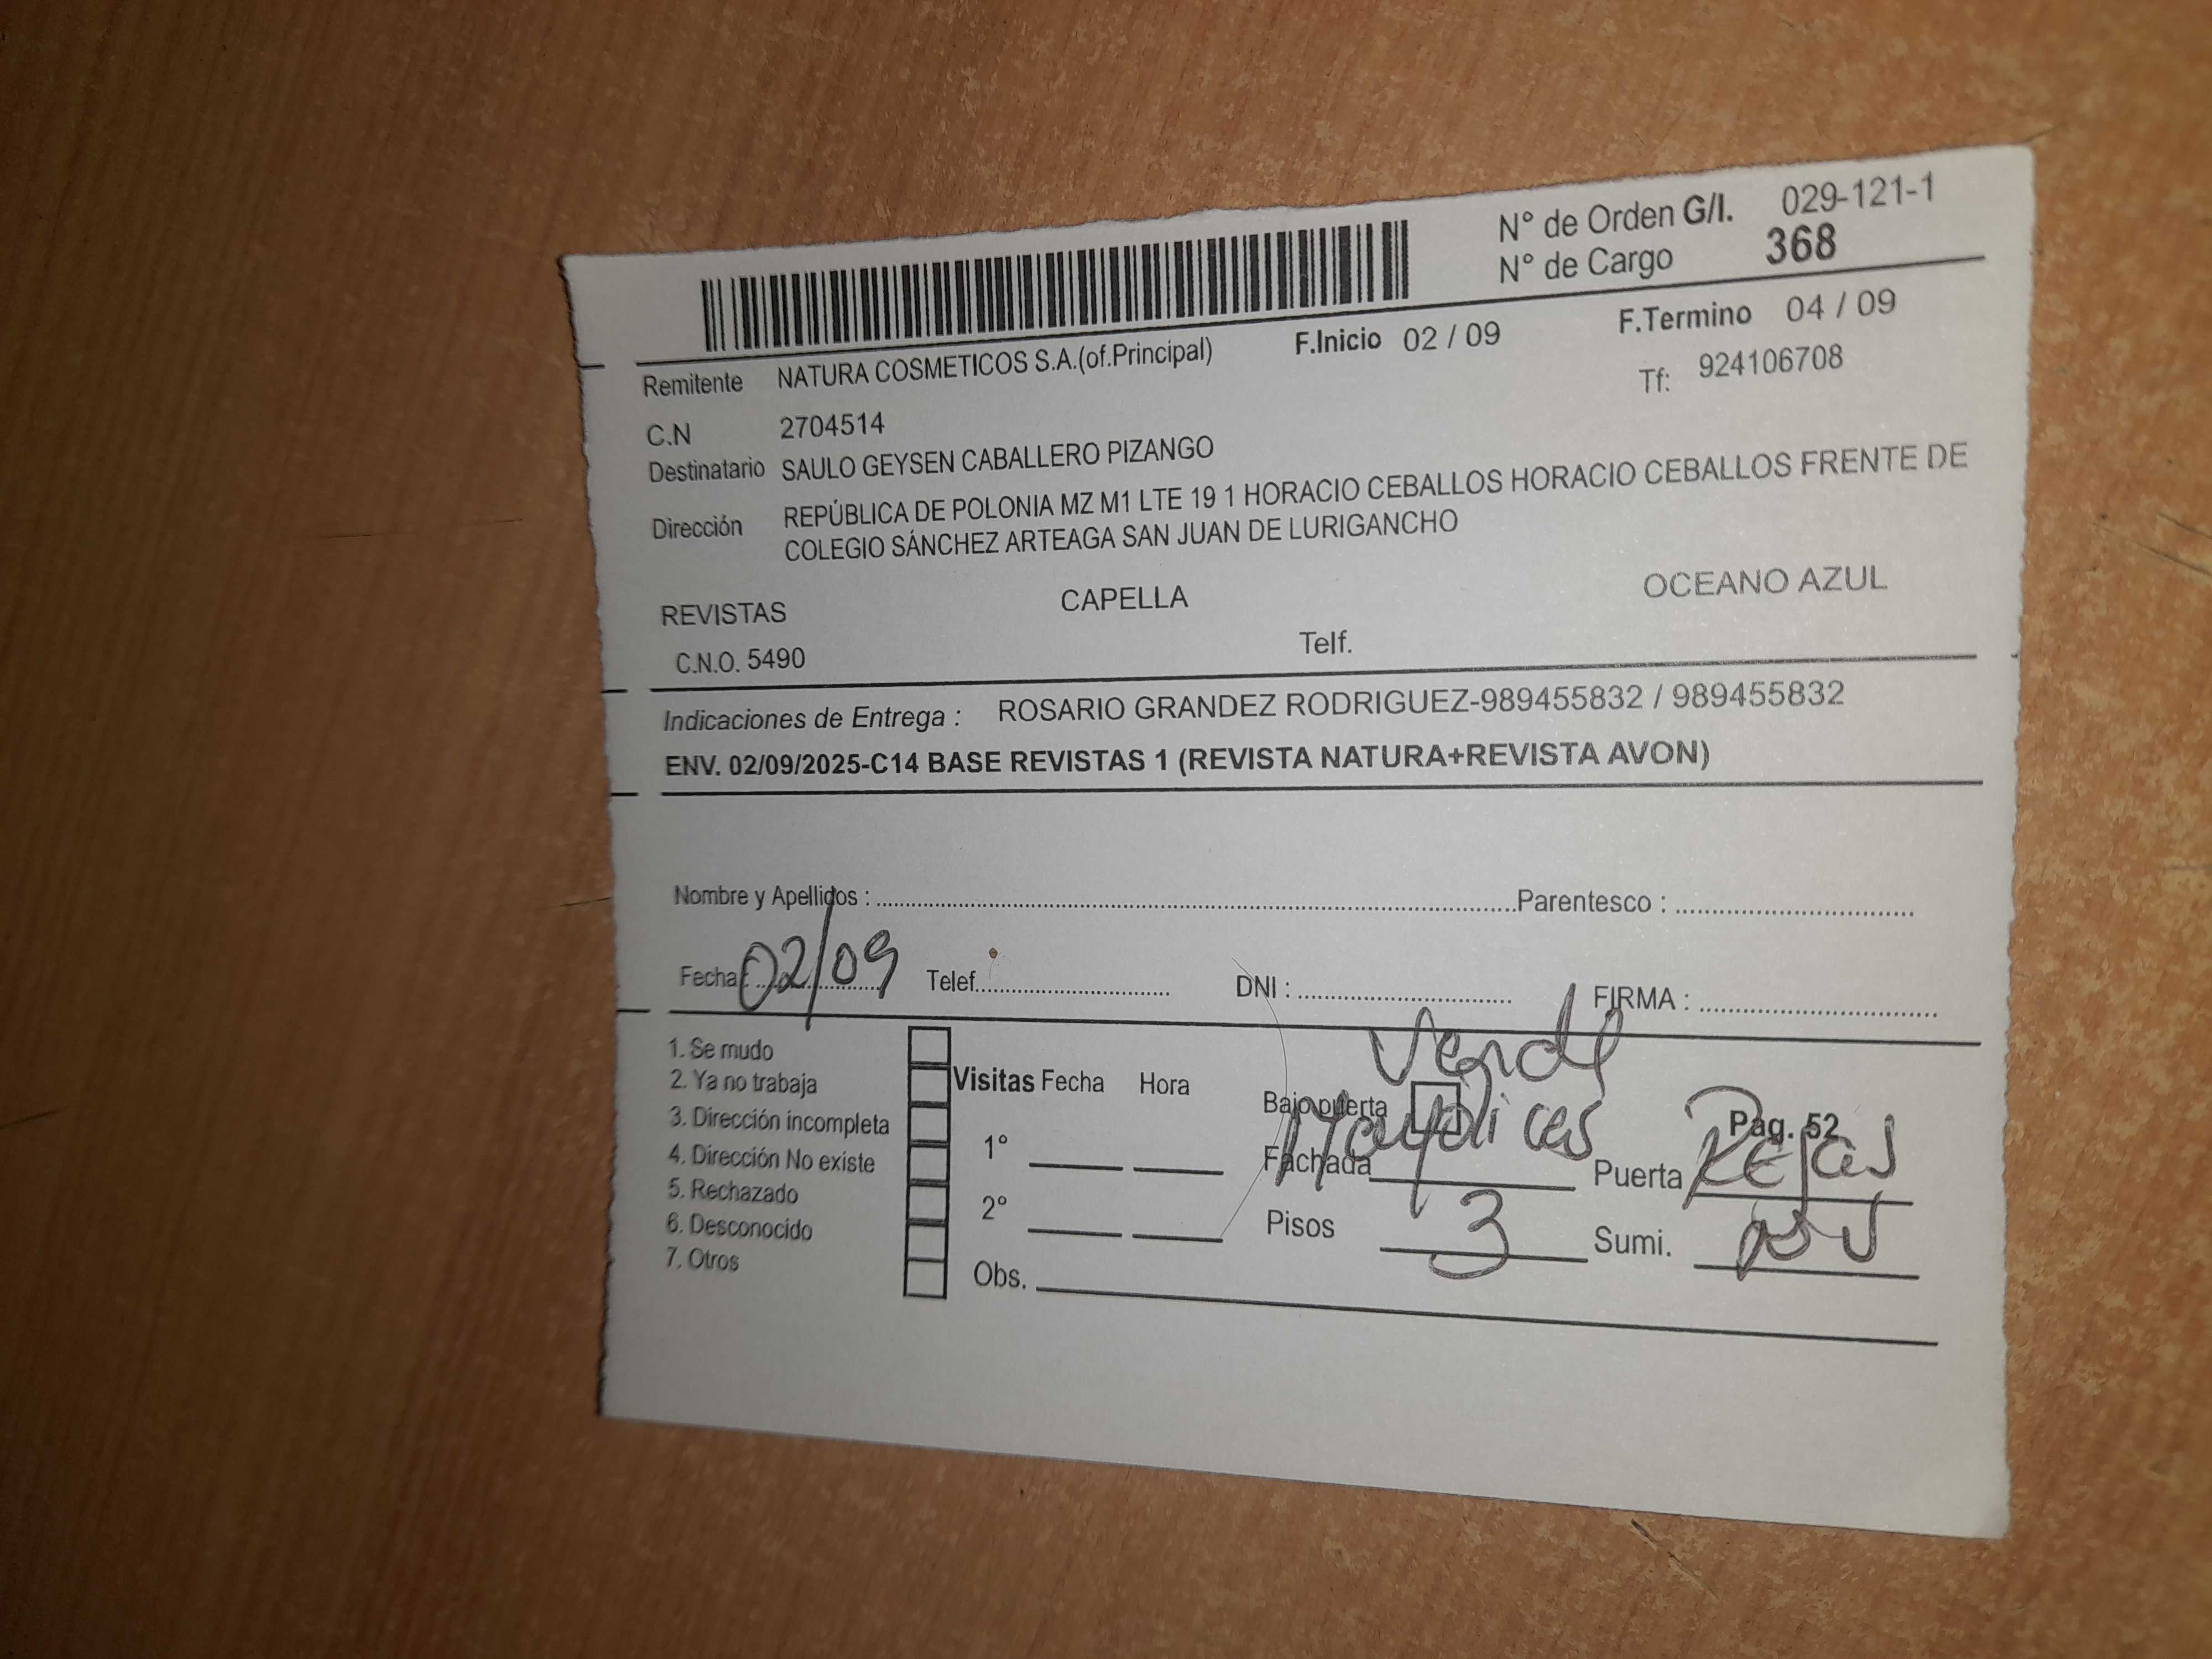 N° de Orden G/I. 029-121-1
N° de Cargo 368
F.Inicio 02 / 09 F.Termino 04 / 09
Remitente NATURA COSMETICOS S.A.(of.Principal) Tf: 924106708
C.N 2704514
Destinatario SAULO GEYSEN CABALLERO PIZANGO
Dirección REPÚBLICA DE POLONIA MZ M1 LTE 19 1 HORACIO CEBALLOS HORACIO CEBALLOS FRENTE DE
COLEGIO SÁNCHEZ ARTEAGA SAN JUAN DE LURIGANCHO
REVISTAS CAPELLA OCEANO AZUL
C.N.O. 5490 Telf.
Indicaciones de Entrega : ROSARIO GRANDEZ RODRIGUEZ-989455832 / 989455832
ENV. 02/09/2025-C14 BASE REVISTAS 1 (REVISTA NATURA+REVISTA AVON)
Nombre y Apellidos : Parentesco :
Fecha : 02/09 Telef. DNI : FIRMA :
Verde
1. Se mudo
2. Ya no trabaja
3. Dirección incompleta
4. Dirección No existe
5. Rechazado
6. Desconocido
7. Otros
Visitas Fecha Hora
1°
2°
Obs.
Bajo puerta Pag. 52
Fachada Mayolicas Puerta Rejas
Pisos 3 Sumi.